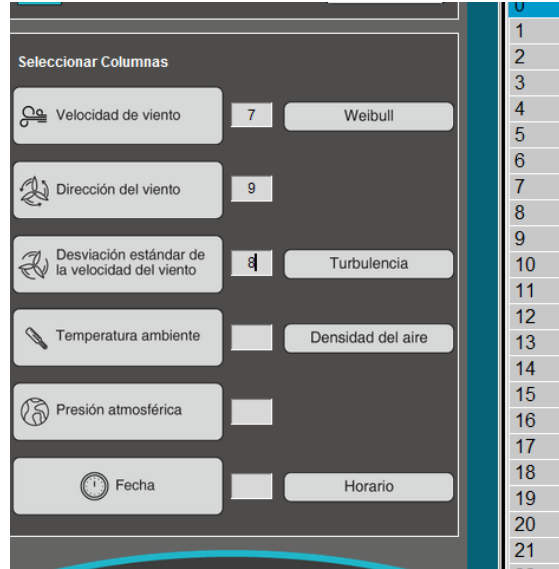 Seleccionar Columnas
Velocidad de viento 7 Weibull
Dirección del viento 9
Desviación estándar de
la velocidad del viento 8 Turbulencia
Temperatura ambiente Densidad del aire
Presión atmosférica
Fecha Horario
0
1
2
3
4
5
6
7
8
9
10
11
12
13
14
15
16
17
18
19
20
21